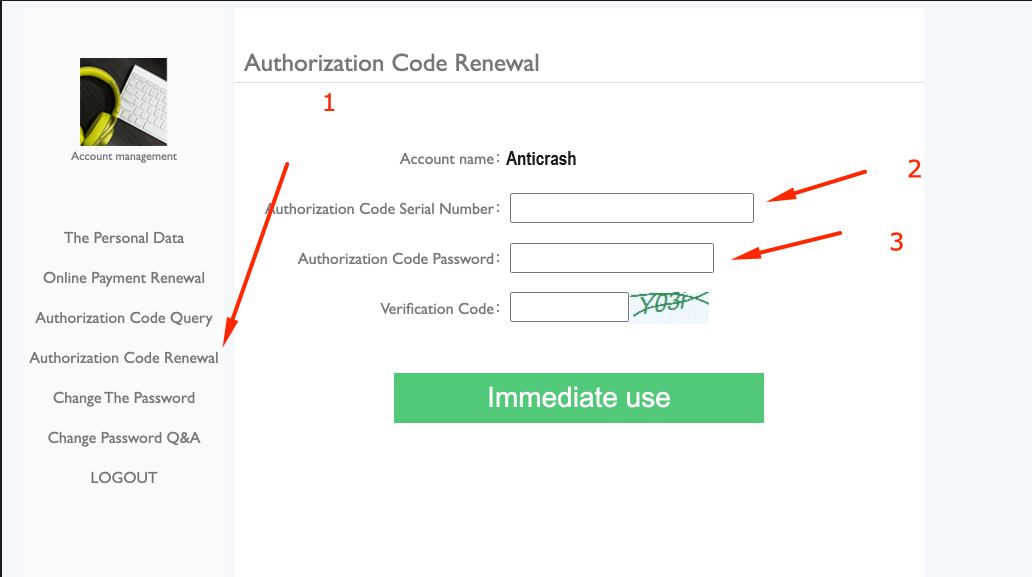 Authorization Code Renewal
1
Account management
Account name: Anticrash
2
Authorization Code Serial Number:
3
Authorization Code Password:
Verification Code:
Immediate use
The Personal Data
Online Payment Renewal
Authorization Code Query
Authorization Code Renewal
Change The Password
Change Password Q&A
LOGOUT